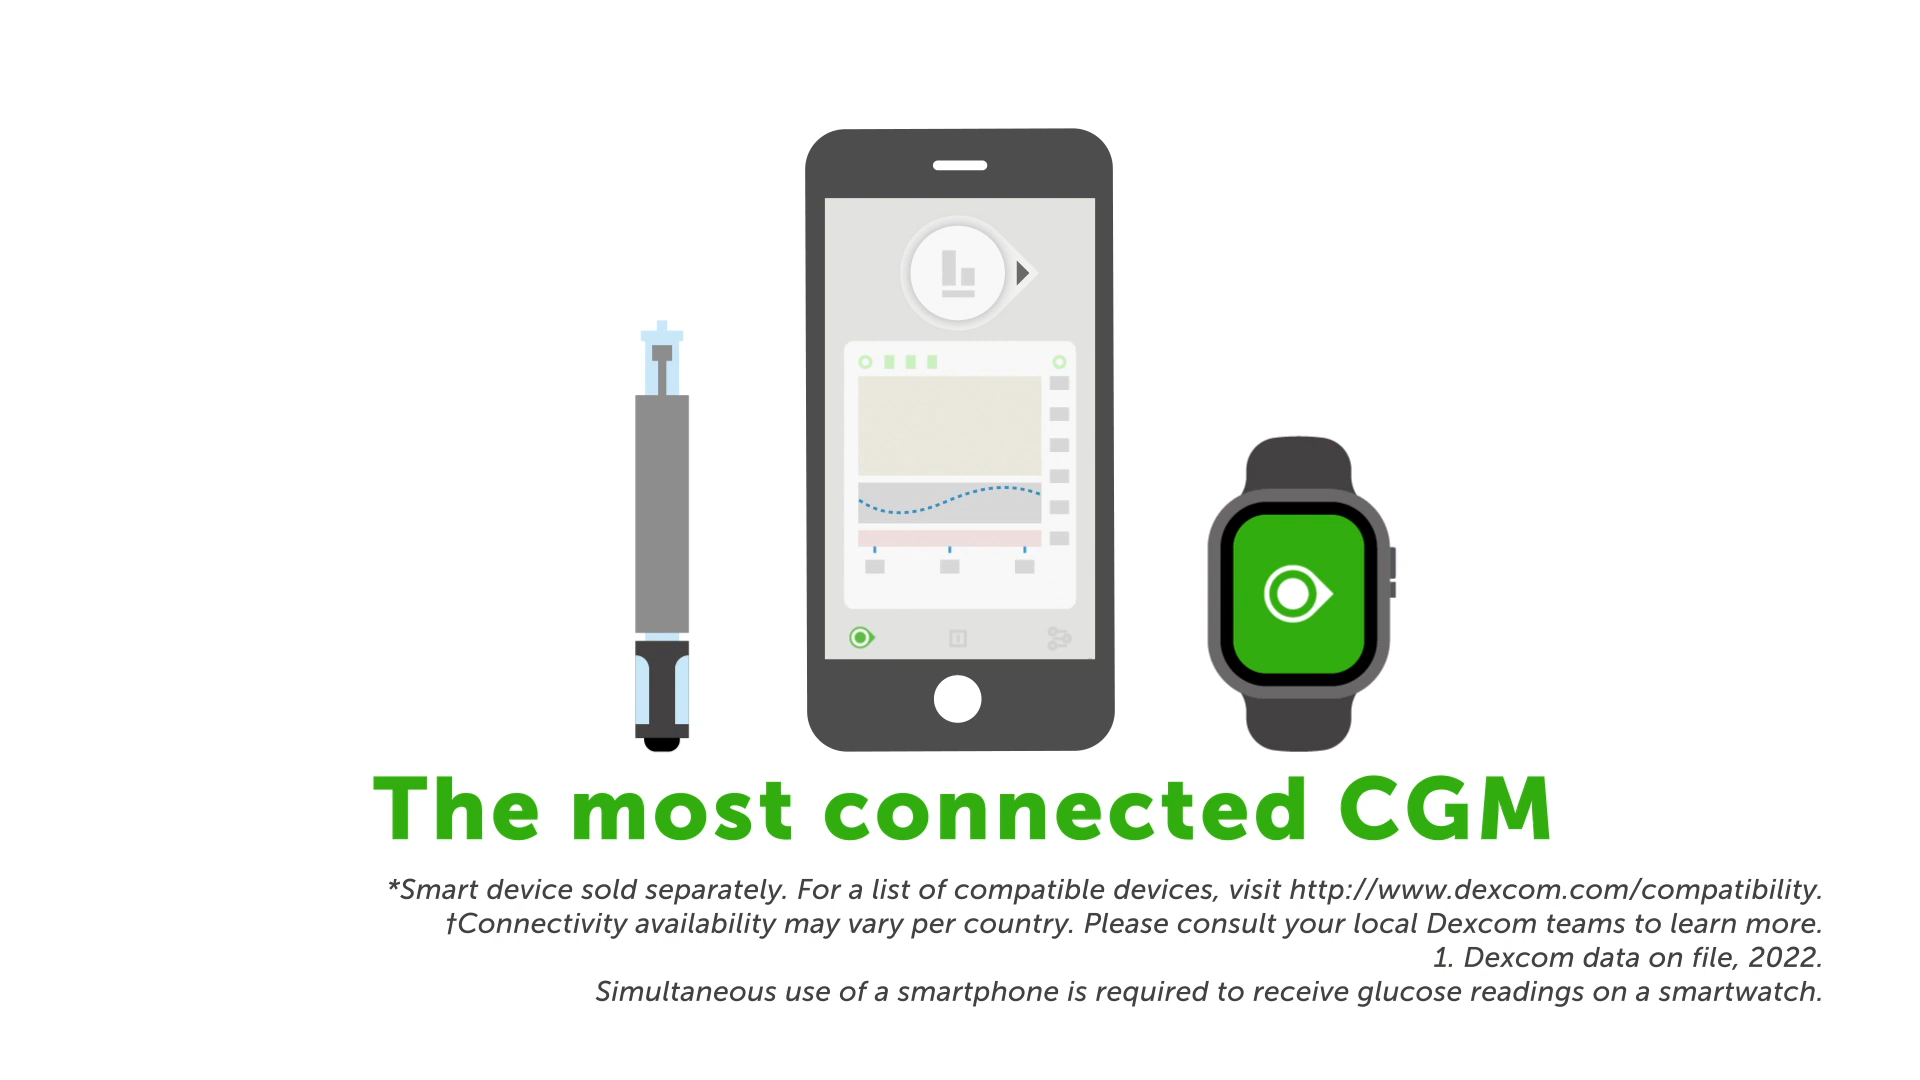 The most connected CGM
*Smart device sold separately. For a list of compatible devices, visit http://www.dexcom.com/compatibility.
†Connectivity availability may vary per country. Please consult your local Dexcom teams to learn more.
1. Dexcom data on file, 2022.
Simultaneous use of a smartphone is required to receive glucose readings on a smartwatch.